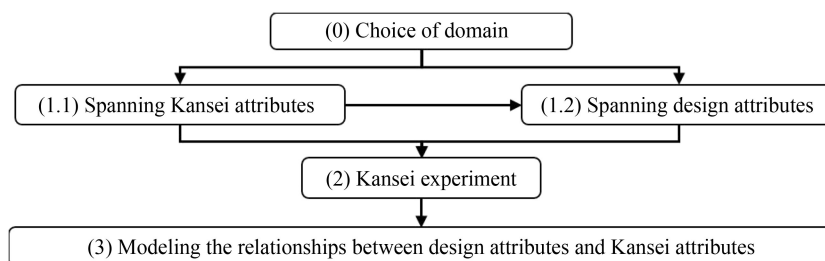 (0) Choice of domain
(1.1) Spanning Kansei attributes
(1.2) Spanning design attributes
(2) Kansei experiment
(3) Modeling the relationships between design attributes and Kansei attributes